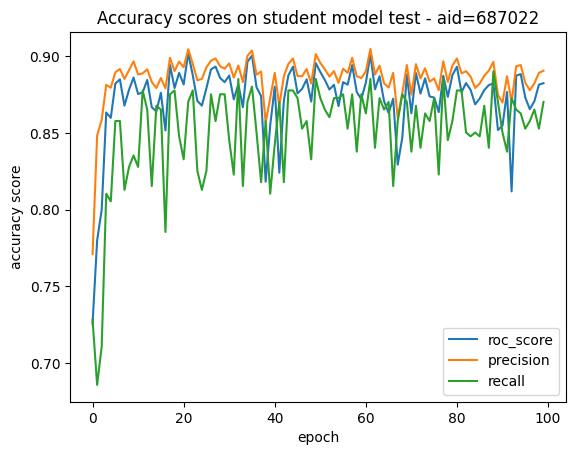 Accuracy scores on student model test - aid=687022
accuracy score
0.90
0.85
0.80
0.75
0.70
0
20
40
60
80
100
epoch
roc_score
precision
recall